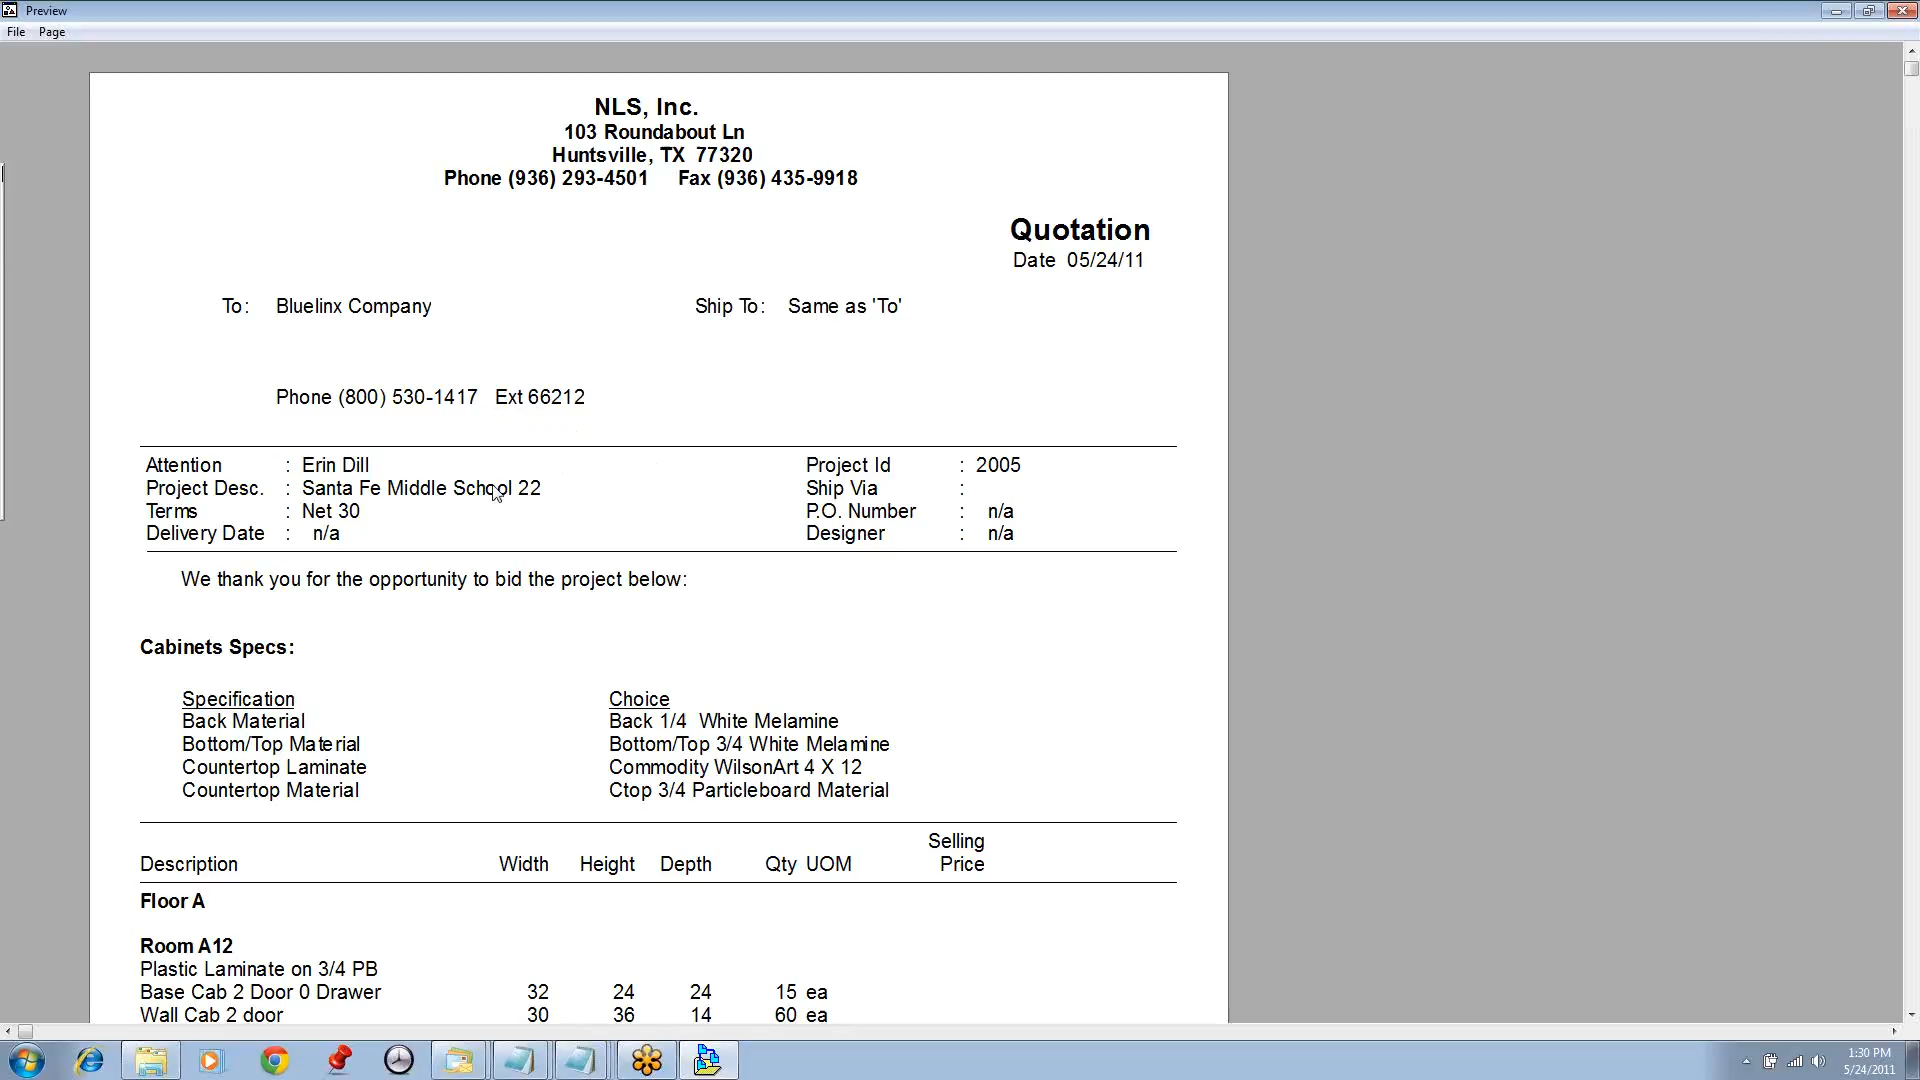 Preview
File Page
NLS, Inc.
103 Roundabout Ln
Huntsville, TX 77320
Phone (936) 293-4501 Fax (936) 435-9918
Quotation
Date 05/24/11
To: Bluelinx Company Ship To: Same as 'To'
Phone (800) 530-1417 Ext 66212
Attention : Erin Dill Project Id : 2005
Project Desc. : Santa Fe Middle School 22 Ship Via :
Terms : Net 30 P.O. Number : n/a
Delivery Date : n/a Designer : n/a
We thank you for the opportunity to bid the project below:
Cabinets Specs:
Specification Choice
Back Material Back 1/4 White Melamine
Bottom/Top Material Bottom/Top 3/4 White Melamine
Countertop Laminate Commodity WilsonArt 4 X 12
Countertop Material Ctop 3/4 Particleboard Material
Selling
Description Width Height Depth Qty UOM Price
Floor A
Room A12
Plastic Laminate on 3/4 PB
Base Cab 2 Door 0 Drawer 32 24 24 15 ea
Wall Cab 2 door 30 36 14 60 ea
1:30 PM
5/24/2011